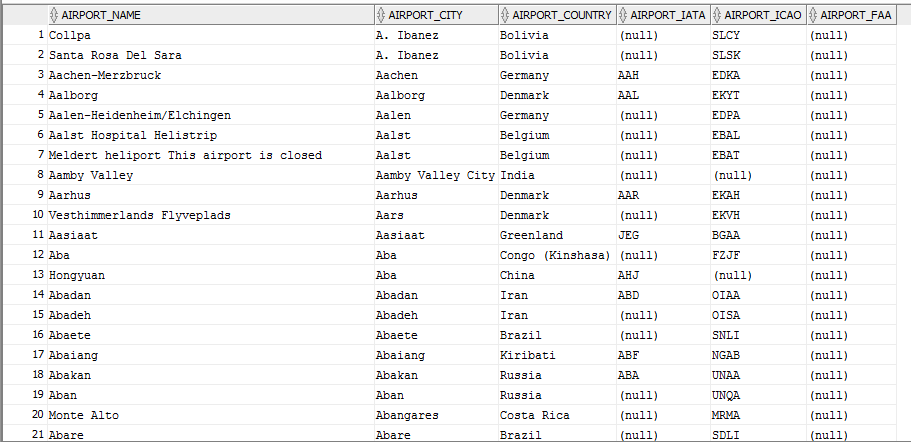 AIRPORT_NAME AIRPORT_CITY AIRPORT_COUNTRY AIRPORT_IATA AIRPORT_ICAO AIRPORT_FAA
1 Collpa A. Ibanez Bolivia (null) SLCY (null)
2 Santa Rosa Del Sara A. Ibanez Bolivia (null) SLSK (null)
3 Aachen-Merzbruck Aachen Germany AAH EDKA (null)
4 Aalborg Aalborg Denmark AAL EKYT (null)
5 Aalen-Heidenheim/Elchingen Aalen Germany (null) EDPA (null)
6 Aalst Hospital Helistrip Aalst Belgium (null) EBAL (null)
7 Meldert heliport This airport is closed Aalst Belgium (null) EBAT (null)
8 Aamby Valley Aamby Valley City India (null) (null) (null)
9 Aarhus Aarhus Denmark AAR EKAH (null)
10 Vesthimmerlands Flyveplads Aars Denmark (null) EKVH (null)
11 Aasiaat Aasiaat Greenland JEG BGAA (null)
12 Aba Aba Congo (Kinshasa) (null) FZJF (null)
13 Hongyuan Aba China AHJ (null) (null)
14 Abadan Abadan Iran ABD OIAA (null)
15 Abadeh Abadeh Iran (null) OISA (null)
16 Abaete Abaete Brazil (null) SNLI (null)
17 Abaiang Abaiang Kiribati ABF NGAB (null)
18 Abakan Abakan Russia ABA UNAA (null)
19 Aban Aban Russia (null) UNQA (null)
20 Monte Alto Abangares Costa Rica (null) MRMA (null)
21 Abare Abare Brazil (null) SDLI (null)